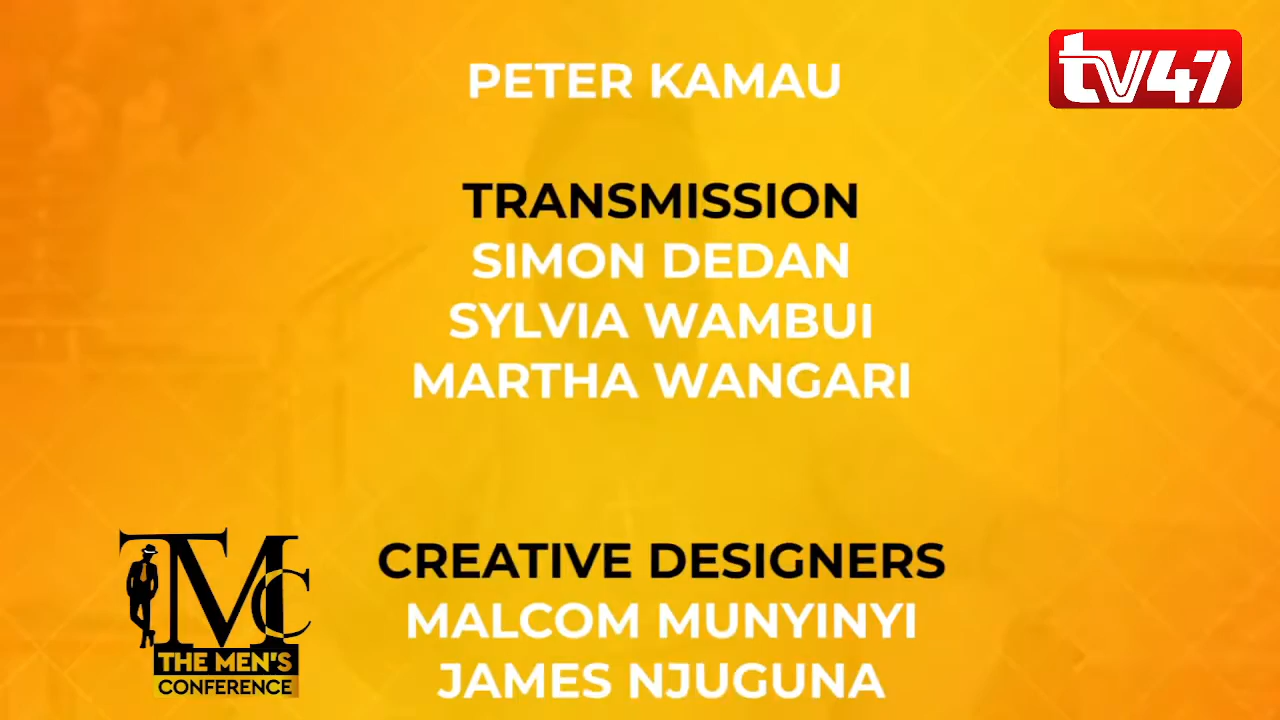 PETER KAMAU
tv47
TRANSMISSION
SIMON DEDAN
SYLVIA WAMBUI
MARTHA WANGARI
CREATIVE DESIGNERS
MALCOM MUNYINYI
JAMES NJUGUNA
TMC
THE MEN'S
CONFERENCE